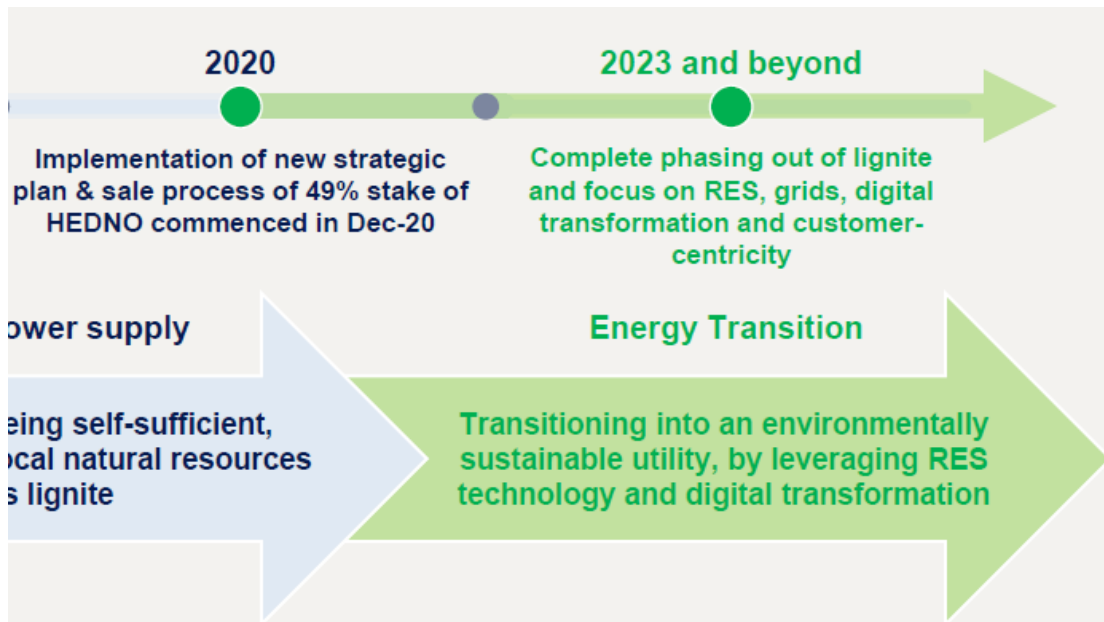 2020
Implementation of new strategic
plan & sale process of 49% stake of
HEDNO commenced in Dec-20
2023 and beyond
Complete phasing out of lignite
and focus on RES, grids, digital
transformation and customer-
centricity
ower supply
eing self-sufficient,
ocal natural resources
s lignite
Energy Transition
Transitioning into an environmentally
sustainable utility, by leveraging RES
technology and digital transformation